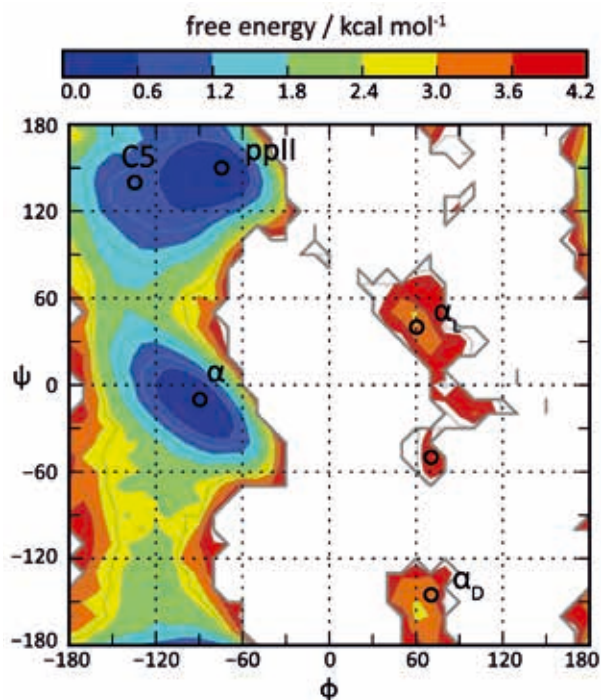 free energy / kcal mol⁻¹
0.0 0.6 1.2 1.8 2.4 3.0 3.6 4.2
180
C5 ppII
120
60
αL
ψ 0
α
−60
−120
αD
−180
−180 −120 −60 0 60 120 180
ϕ